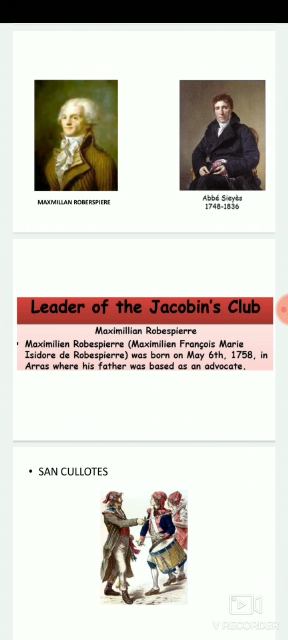 MAXMILLAN ROBERSPIERE
Abbé Sieyès
1748-1836
Leader of the Jacobin's Club
Maximillian Robespierre
• Maximilien Robespierre (Maximilien François Marie
Isidore de Robespierre) was born on May 6th, 1758, in
Arras where his father was based as an advocate.
• SAN CULLOTES
V RECORDER